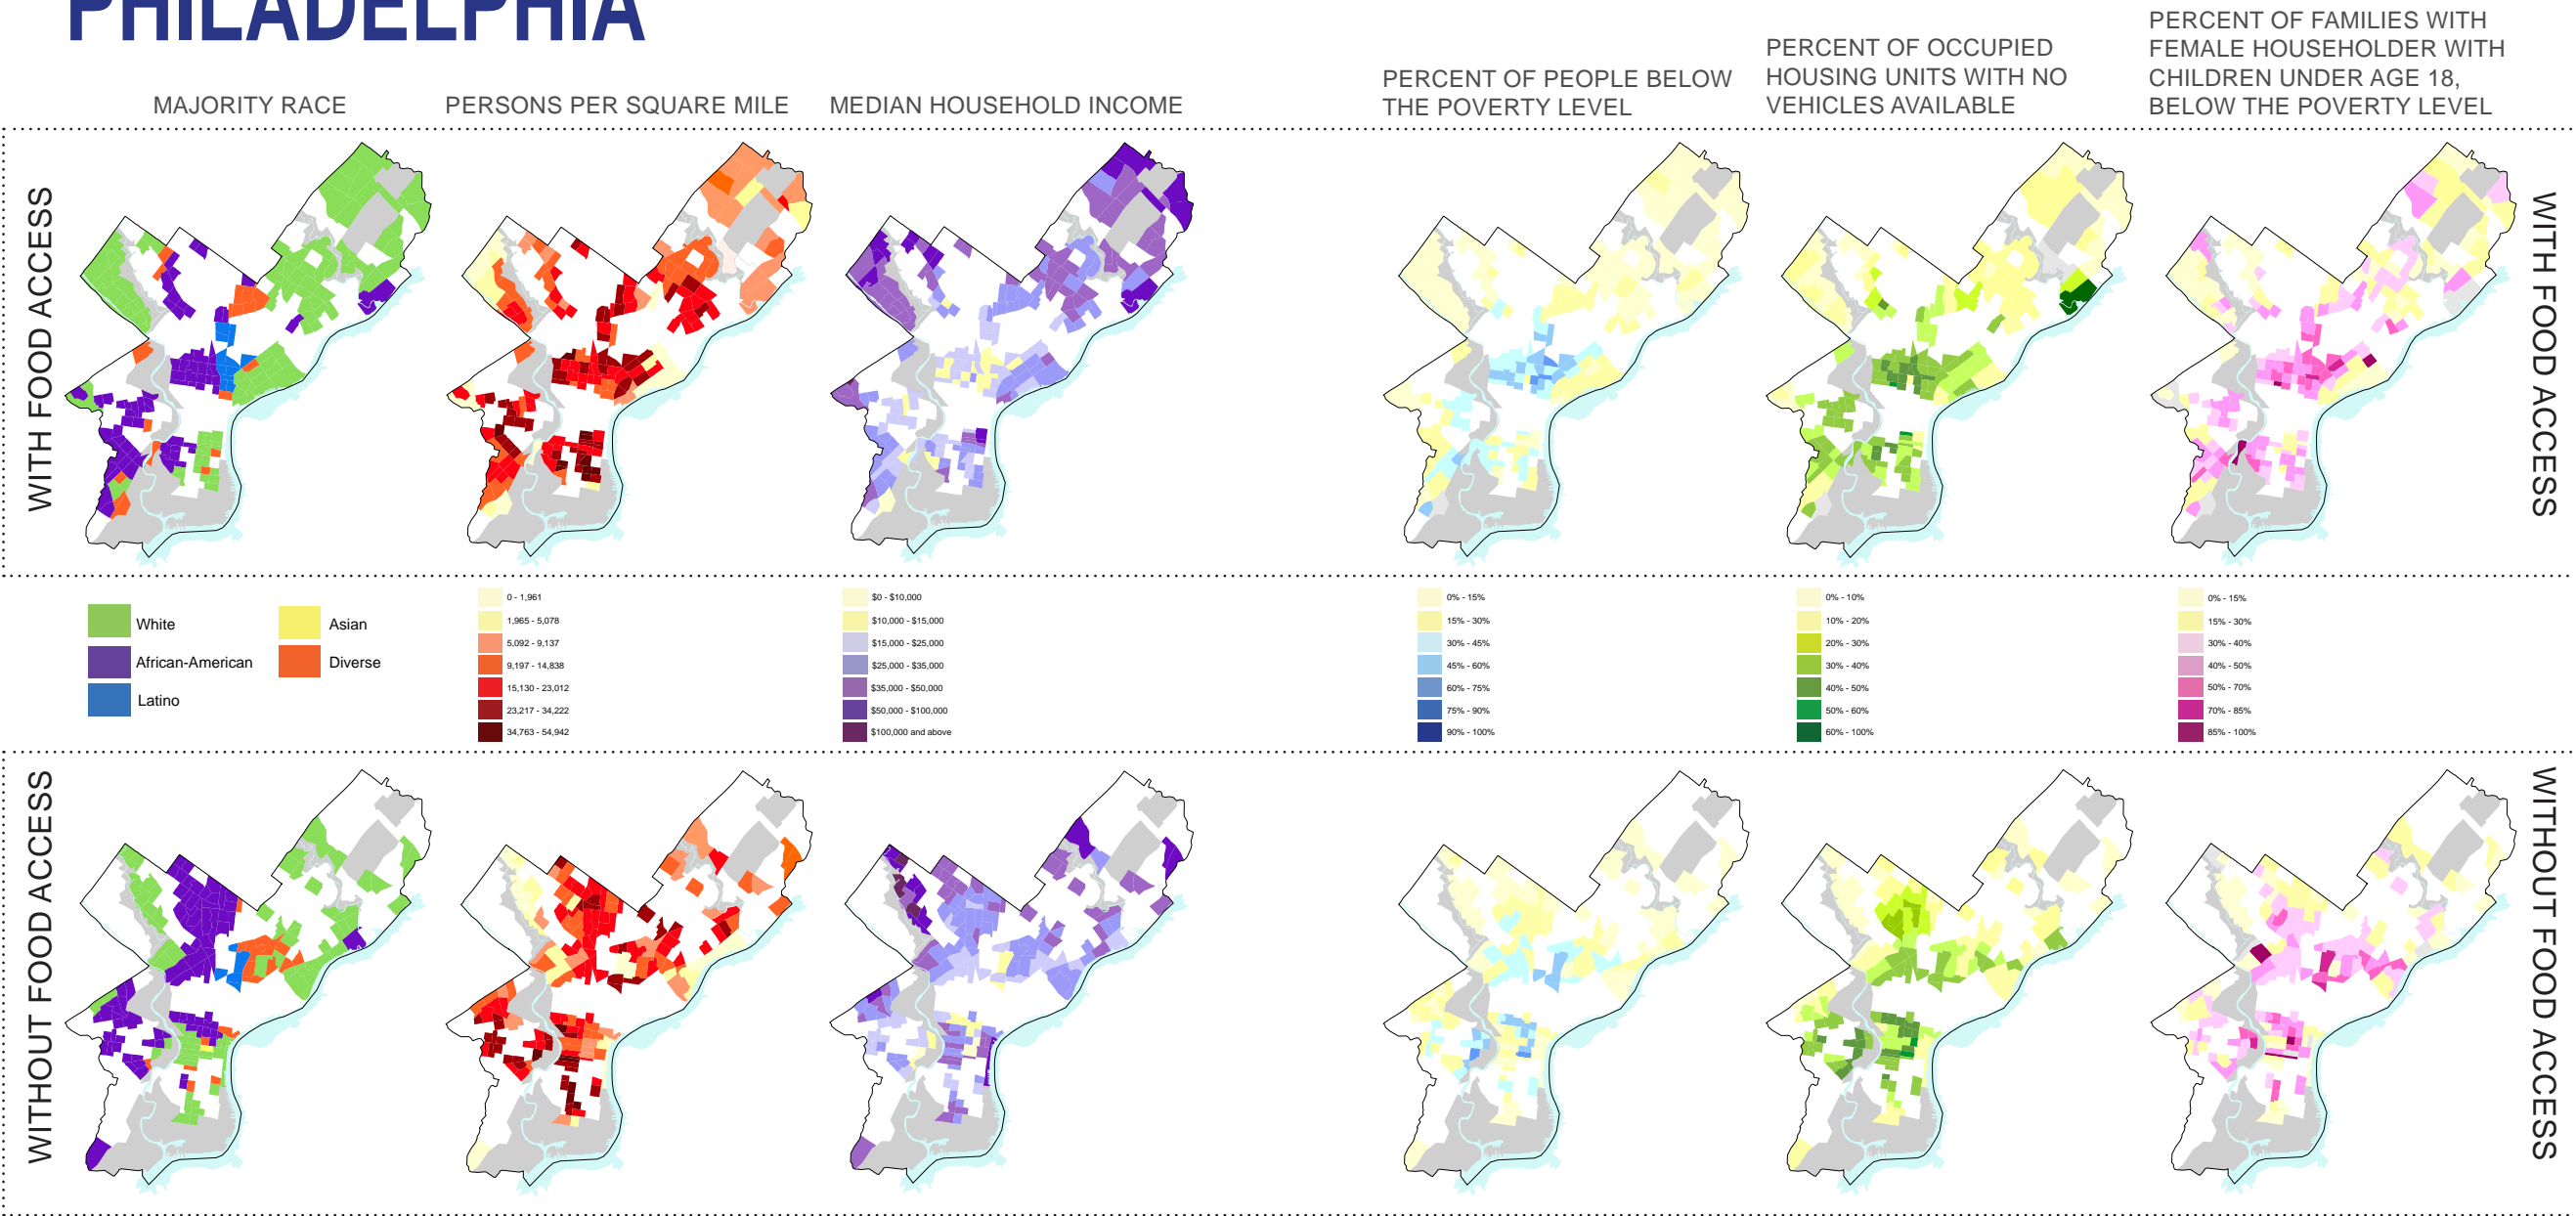 PHILADELPHIA
MAJORITY RACE
PERSONS PER SQUARE MILE
MEDIAN HOUSEHOLD INCOME
PERCENT OF PEOPLE BELOW
THE POVERTY LEVEL
PERCENT OF OCCUPIED
HOUSING UNITS WITH NO
VEHICLES AVAILABLE
PERCENT OF FAMILIES WITH
FEMALE HOUSEHOLDER WITH
CHILDREN UNDER AGE 18,
BELOW THE POVERTY LEVEL
WITH FOOD ACCESS
WITH FOOD ACCESS
White
African-American
Latino
Asian
Diverse
0 - 1,961
1,965 - 5,078
5,092 - 9,137
9,197 - 14,838
15,130 - 23,012
23,217 - 34,222
34,763 - 54,942
$0 - $10,000
$10,000 - $15,000
$15,000 - $25,000
$25,000 - $35,000
$35,000 - $50,000
$50,000 - $100,000
$100,000 and above
0% - 15%
15% - 30%
30% - 45%
45% - 60%
60% - 75%
75% - 90%
90% - 100%
0% - 10%
10% - 20%
20% - 30%
30% - 40%
40% - 50%
50% - 60%
60% - 100%
0% - 15%
15% - 30%
30% - 40%
40% - 50%
50% - 70%
70% - 85%
85% - 100%
WITHOUT FOOD ACCESS
WITHOUT FOOD ACCESS